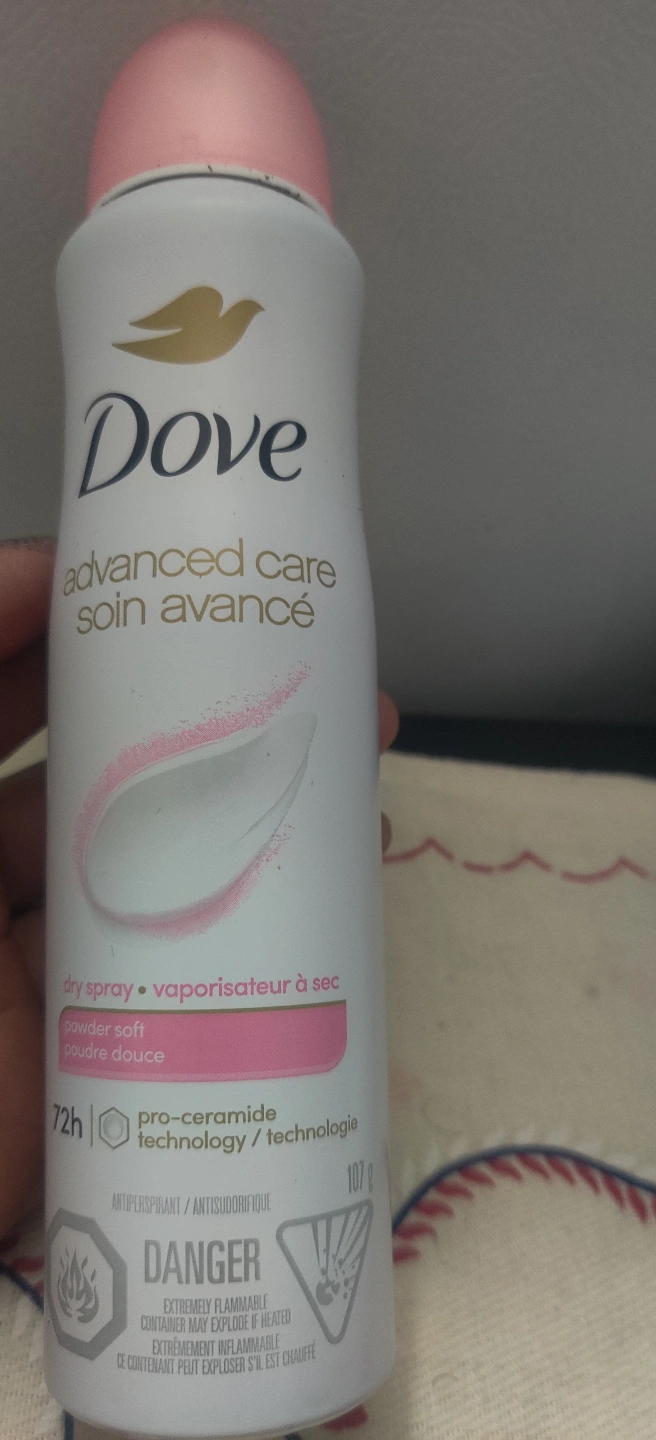 Dove
advanced care
soin avancé
dry spray • vaporisateur à sec
powder soft
poudre douce
72h
pro-ceramide
technology / technologie
107 g
ANTIPERSPIRANT / ANTISUDORIFIQUE
DANGER
EXTREMELY FLAMMABLE
CONTAINER MAY EXPLODE IF HEATED
EXTRÊMEMENT INFLAMMABLE
CE CONTENANT PEUT EXPLOSER S'IL EST CHAUFFÉ